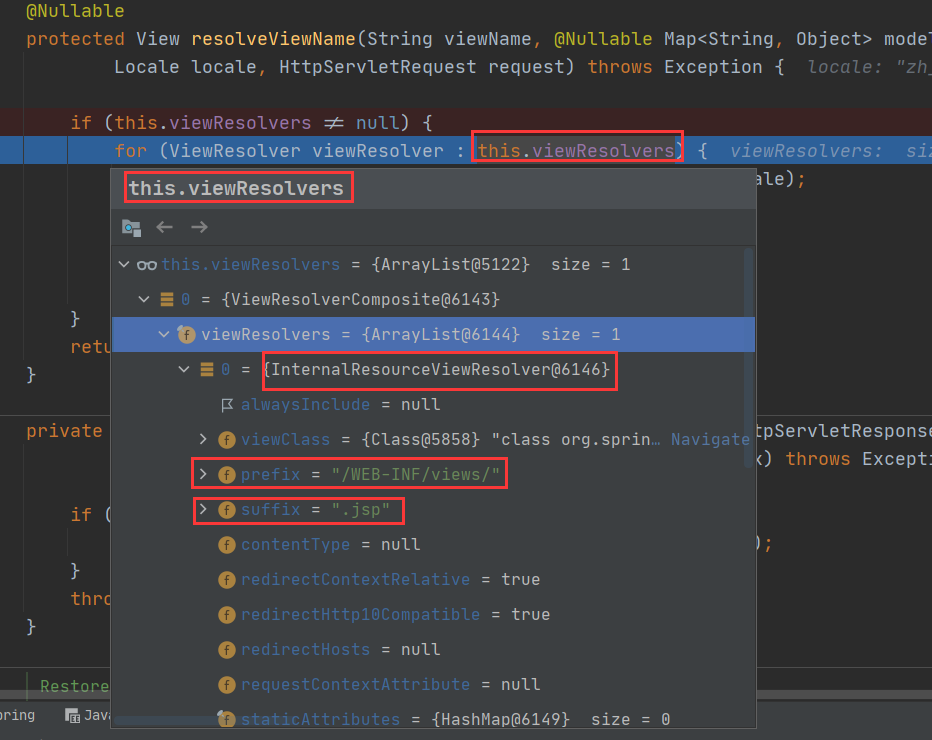 @Nullable
protected View resolveViewName(String viewName, @Nullable Map<String, Object> model
Locale locale, HttpServletRequest request) throws Exception {  locale: "zh_
if (this.viewResolvers ≠ null) {
for (ViewResolver viewResolver : this.viewResolvers) {  viewResolvers:  siz
ale);
this.viewResolvers
this.viewResolvers = {ArrayList@5122}  size = 1
0 = {ViewResolverComposite@6143}
}
viewResolvers = {ArrayList@6144}  size = 1
retu
0 = {InternalResourceViewResolver@6146}
}
alwaysInclude = null
private
tpServletResponse
viewClass = {Class@5858} "class org.sprin… Navigate
x) throws Excepti
prefix = "/WEB-INF/views/"
suffix = ".jsp"
if (
contentType = null
);
}
redirectContextRelative = true
thro
redirectHttp10Compatible = true
}
redirectHosts = null
requestContextAttribute = null
Restore
staticAttributes = {HashMap@6149}  size = 0
pring
Java